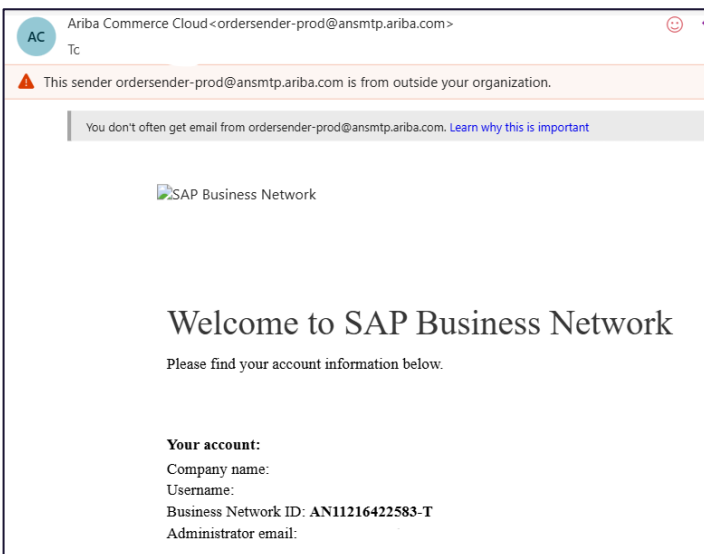 AC
Ariba Commerce Cloud<ordersender-prod@ansmtp.ariba.com>
Tc
This sender ordersender-prod@ansmtp.ariba.com is from outside your organization.
You don't often get email from ordersender-prod@ansmtp.ariba.com. Learn why this is important
SAP Business Network
Welcome to SAP Business Network
Please find your account information below.
Your account:
Company name:
Username:
Business Network ID: AN11216422583-T
Administrator email: